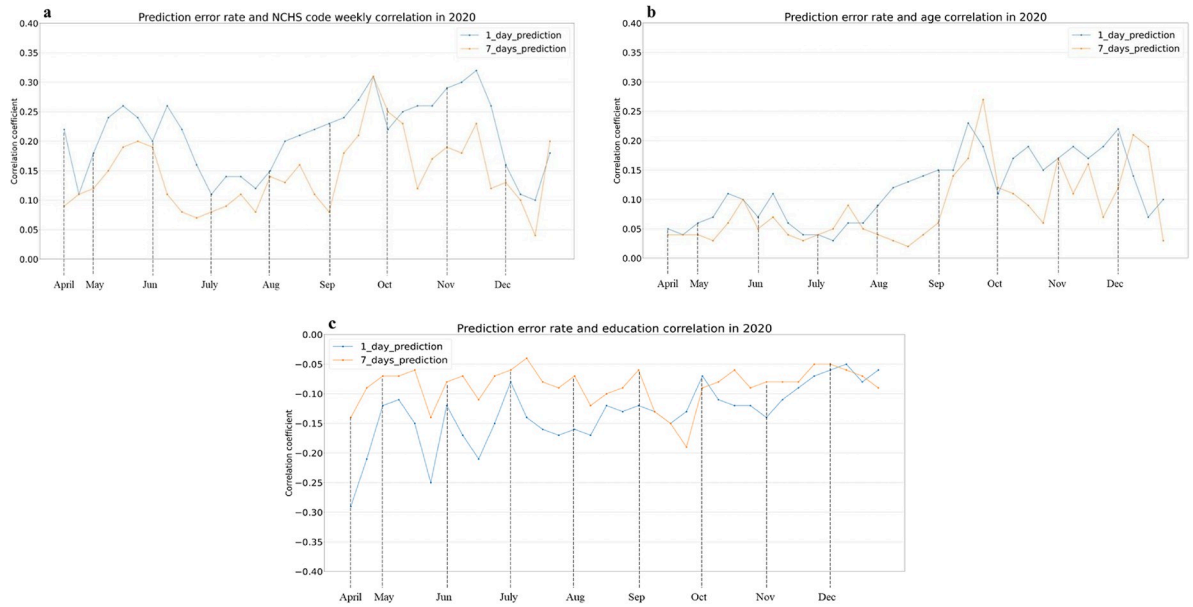 a
Prediction error rate and NCHS code weekly correlation in 2020
1_day_prediction
7_days_prediction
Correlation coefficient
0.40
0.35
0.30
0.25
0.20
0.15
0.10
0.05
0.00
April May Jun July Aug Sep Oct Nov Dec
b
Prediction error rate and age correlation in 2020
1_day_prediction
7_days_prediction
Correlation coefficient
0.40
0.35
0.30
0.25
0.20
0.15
0.10
0.05
0.00
April May Jun July Aug Sep Oct Nov Dec
c
Prediction error rate and education correlation in 2020
1_day_prediction
7_days_prediction
Correlation coefficient
0.00
−0.05
−0.10
−0.15
−0.20
−0.25
−0.30
−0.35
−0.40
April May Jun July Aug Sep Oct Nov Dec